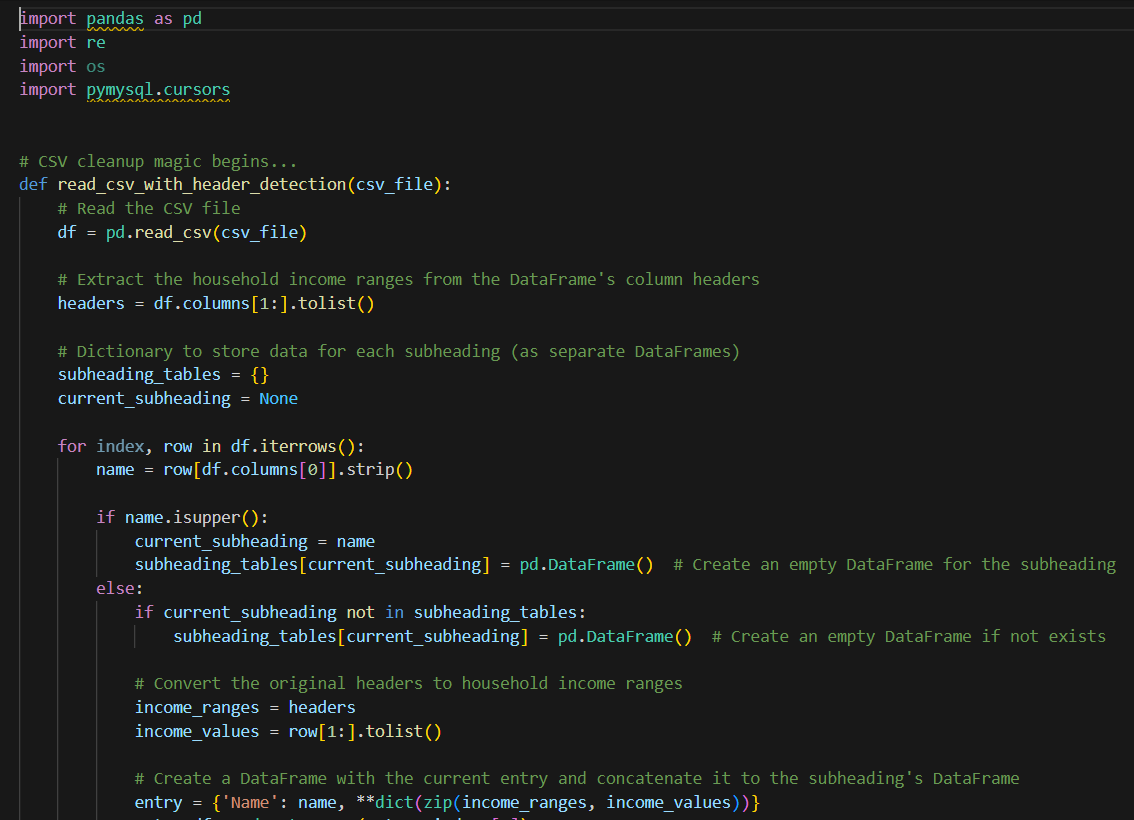 import pandas as pd
import re
import os
import pymysql.cursors
# CSV cleanup magic begins...
def read_csv_with_header_detection(csv_file):
# Read the CSV file
df = pd.read_csv(csv_file)
# Extract the household income ranges from the DataFrame's column headers
headers = df.columns[1:].tolist()
# Dictionary to store data for each subheading (as separate DataFrames)
subheading_tables = {}
current_subheading = None
for index, row in df.iterrows():
name = row[df.columns[0]].strip()
if name.isupper():
current_subheading = name
subheading_tables[current_subheading] = pd.DataFrame()  # Create an empty DataFrame for the subheading
else:
if current_subheading not in subheading_tables:
subheading_tables[current_subheading] = pd.DataFrame()  # Create an empty DataFrame if not exists
# Convert the original headers to household income ranges
income_ranges = headers
income_values = row[1:].tolist()
# Create a DataFrame with the current entry and concatenate it to the subheading's DataFrame
entry = {'Name': name, **dict(zip(income_ranges, income_values))}